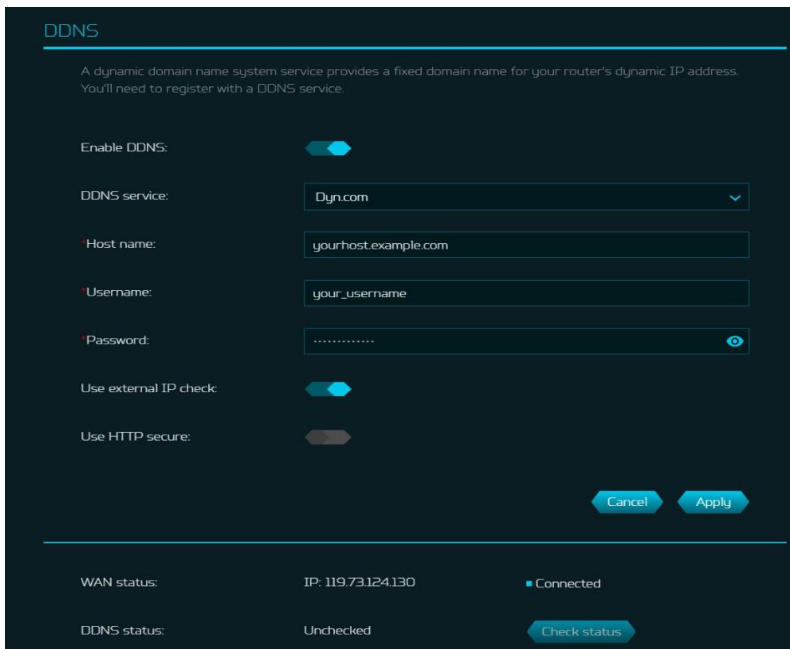 DDNS
A dynamic domain name system service provides a fixed domain name for your router's dynamic IP address.
You'll need to register with a DDNS service.
Enable DDNS:
DDNS service: Dyn.com
*Host name: yourhost.example.com
*Username: your_username
*Password: ·············
Use external IP check:
Use HTTP secure:
Cancel Apply
WAN status: IP: 119.73.124.130 Connected
DDNS status: Unchecked Check status